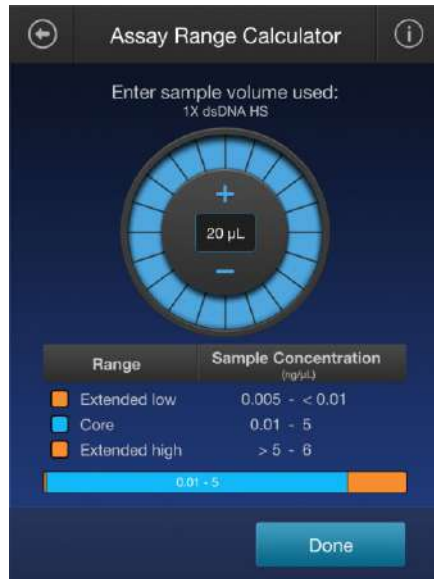 Assay Range Calculator
Enter sample volume used:
1X dsDNA HS
+
20 µL
−
Range Sample Concentration
(ng/µL)
Extended low 0.005 - < 0.01
Core 0.01 - 5
Extended high > 5 - 6
0.01 - 5
Done